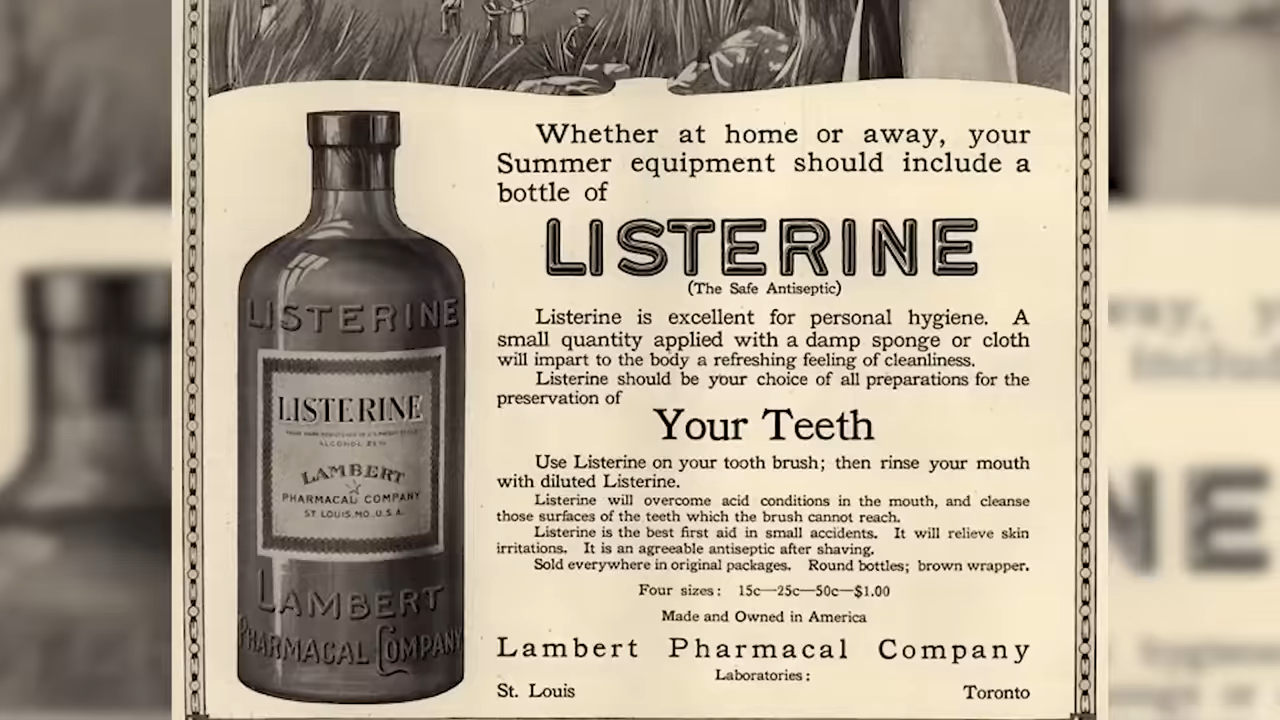 LISTERINE
LISTERINE
ALCOHOL 25%
LAMBERT
PHARMACAL COMPANY
ST. LOUIS, MO., U.S.A.
LAMBERT
PHARMACAL COMPANY
Whether at home or away, your
Summer equipment should include a
bottle of
LISTERINE
(The Safe Antiseptic)
Listerine is excellent for personal hygiene. A
small quantity applied with a damp sponge or cloth
will impart to the body a refreshing feeling of cleanliness.
Listerine should be your choice of all preparations for the
preservation of
Your Teeth
Use Listerine on your tooth brush; then rinse your mouth
with diluted Listerine.
Listerine will overcome acid conditions in the mouth, and cleanse
those surfaces of the teeth which the brush cannot reach.
Listerine is the best first aid in small accidents. It will relieve skin
irritations. It is an agreeable antiseptic after shaving.
Sold everywhere in original packages. Round bottles; brown wrapper.
Four sizes: 15c—25c—50c—$1.00
Made and Owned in America
Lambert Pharmacal Company
Laboratories:
St. Louis Toronto